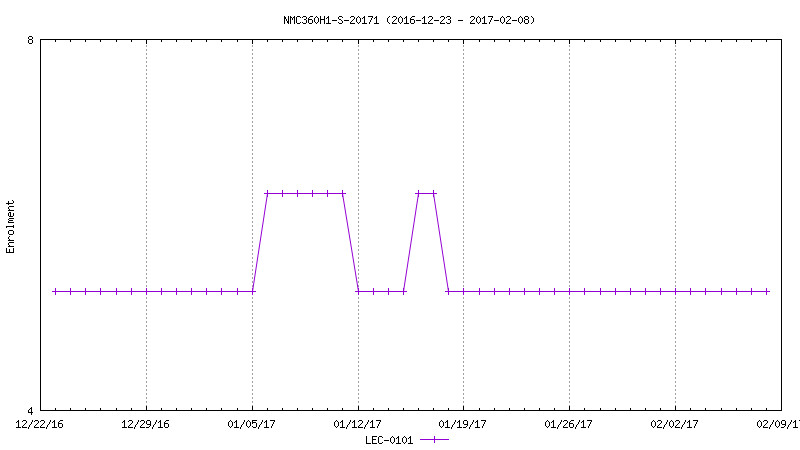 NMC360H1-S-20171 (2016-12-23 - 2017-02-08)
8
Enrolment
4
12/22/16 12/29/16 01/05/17 01/12/17 01/19/17 01/26/17 02/02/17 02/09/1
LEC-0101